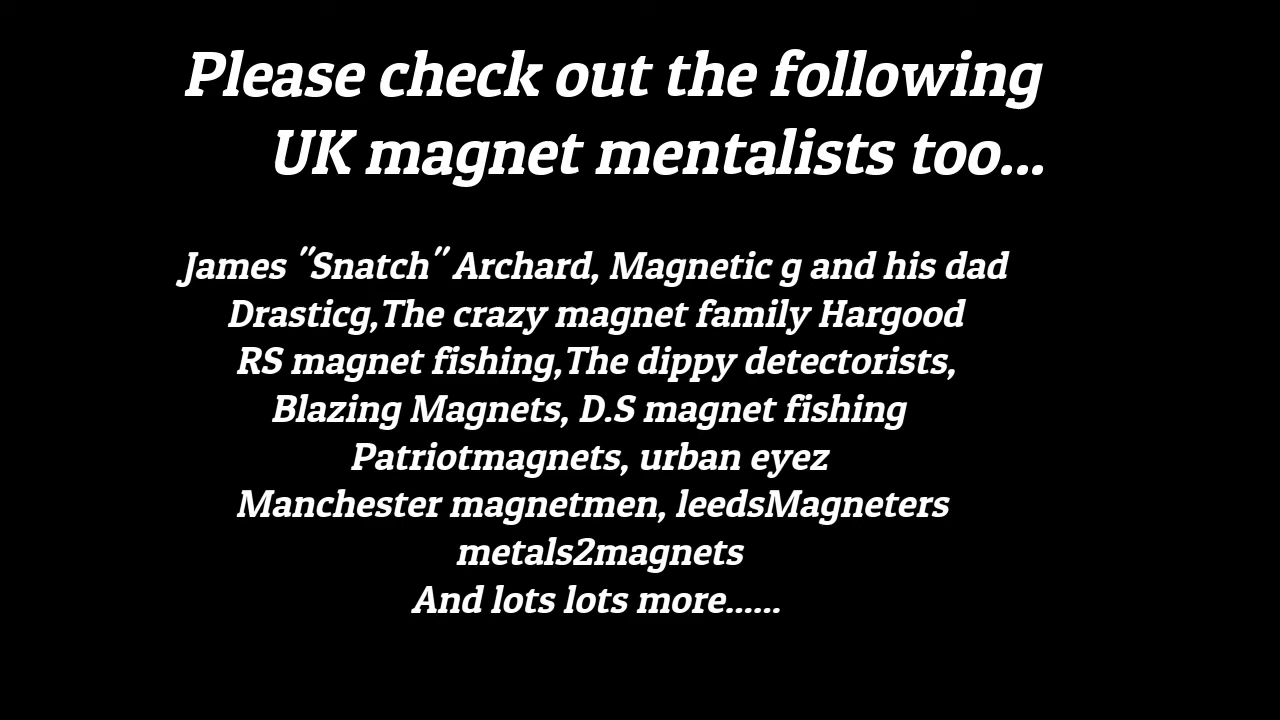 Please check out the following
UK magnet mentalists too...
James "Snatch" Archard, Magnetic g and his dad
Drasticg,The crazy magnet family Hargood
RS magnet fishing,The dippy detectorists,
Blazing Magnets, D.S magnet fishing
Patriotmagnets, urban eyez
Manchester magnetmen, leedsMagneters
metals2magnets
And lots lots more......